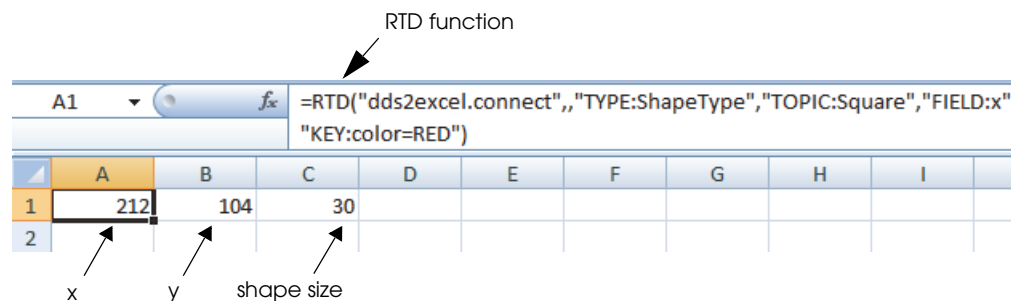 RTD function
A1 fx =RTD("dds2excel.connect",,"TYPE:ShapeType","TOPIC:Square","FIELD:x"
"KEY:color=RED")
A B C D E F G H I
1 212 104 30
2
x y shape size